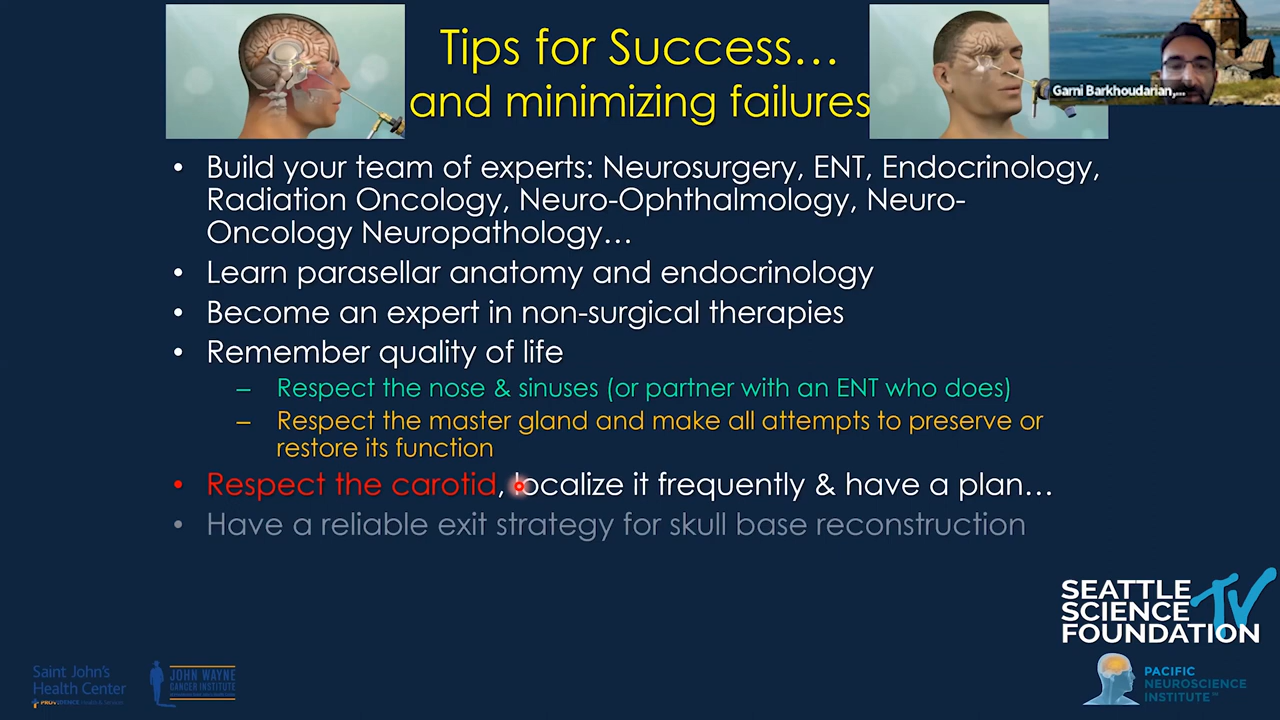 Tips for Success…
and minimizing failures
Garni Barkhoudarian,...
• Build your team of experts: Neurosurgery, ENT, Endocrinology,
Radiation Oncology, Neuro-Ophthalmology, Neuro-
Oncology Neuropathology…
• Learn parasellar anatomy and endocrinology
• Become an expert in non-surgical therapies
• Remember quality of life
– Respect the nose & sinuses (or partner with an ENT who does)
– Respect the master gland and make all attempts to preserve or
restore its function
• Respect the carotid, localize it frequently & have a plan…
• Have a reliable exit strategy for skull base reconstruction
SEATTLE
SCIENCE
FOUNDATION
TV
Saint John's
Health Center
PROVIDENCE Health & Services
JOHN WAYNE
CANCER INSTITUTE
PACIFIC
NEUROSCIENCE
INSTITUTE™